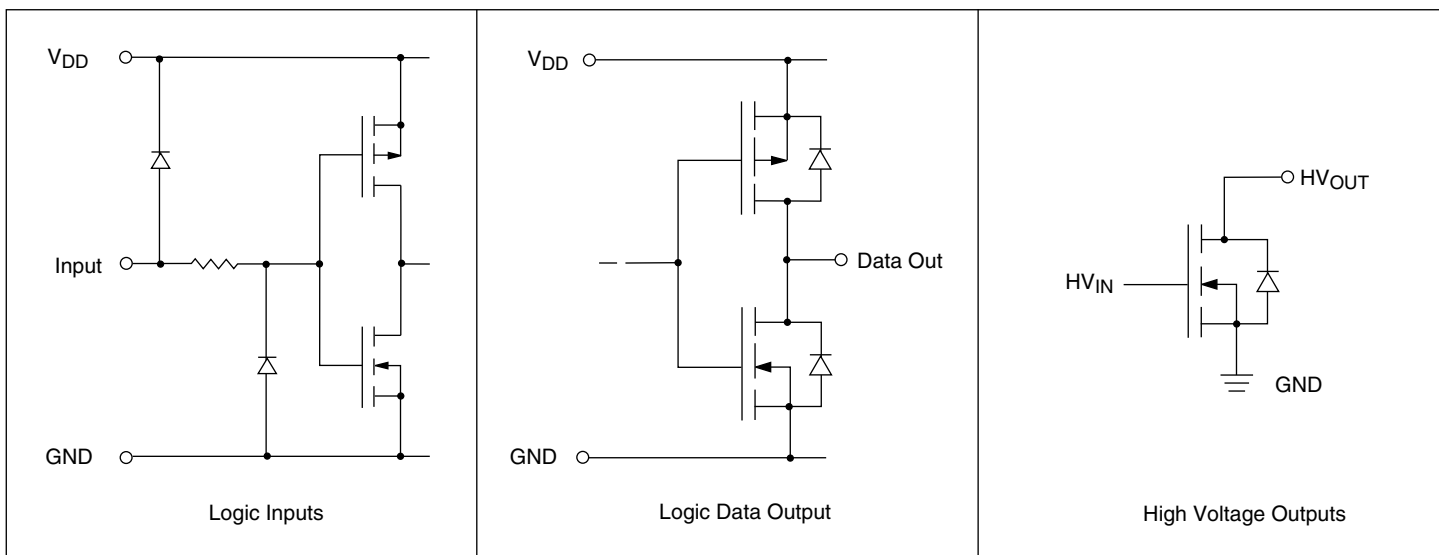 VDD
Input
GND
Logic Inputs
VDD
Data Out
GND
Logic Data Output
HVOUT
HVIN
GND
High Voltage Outputs